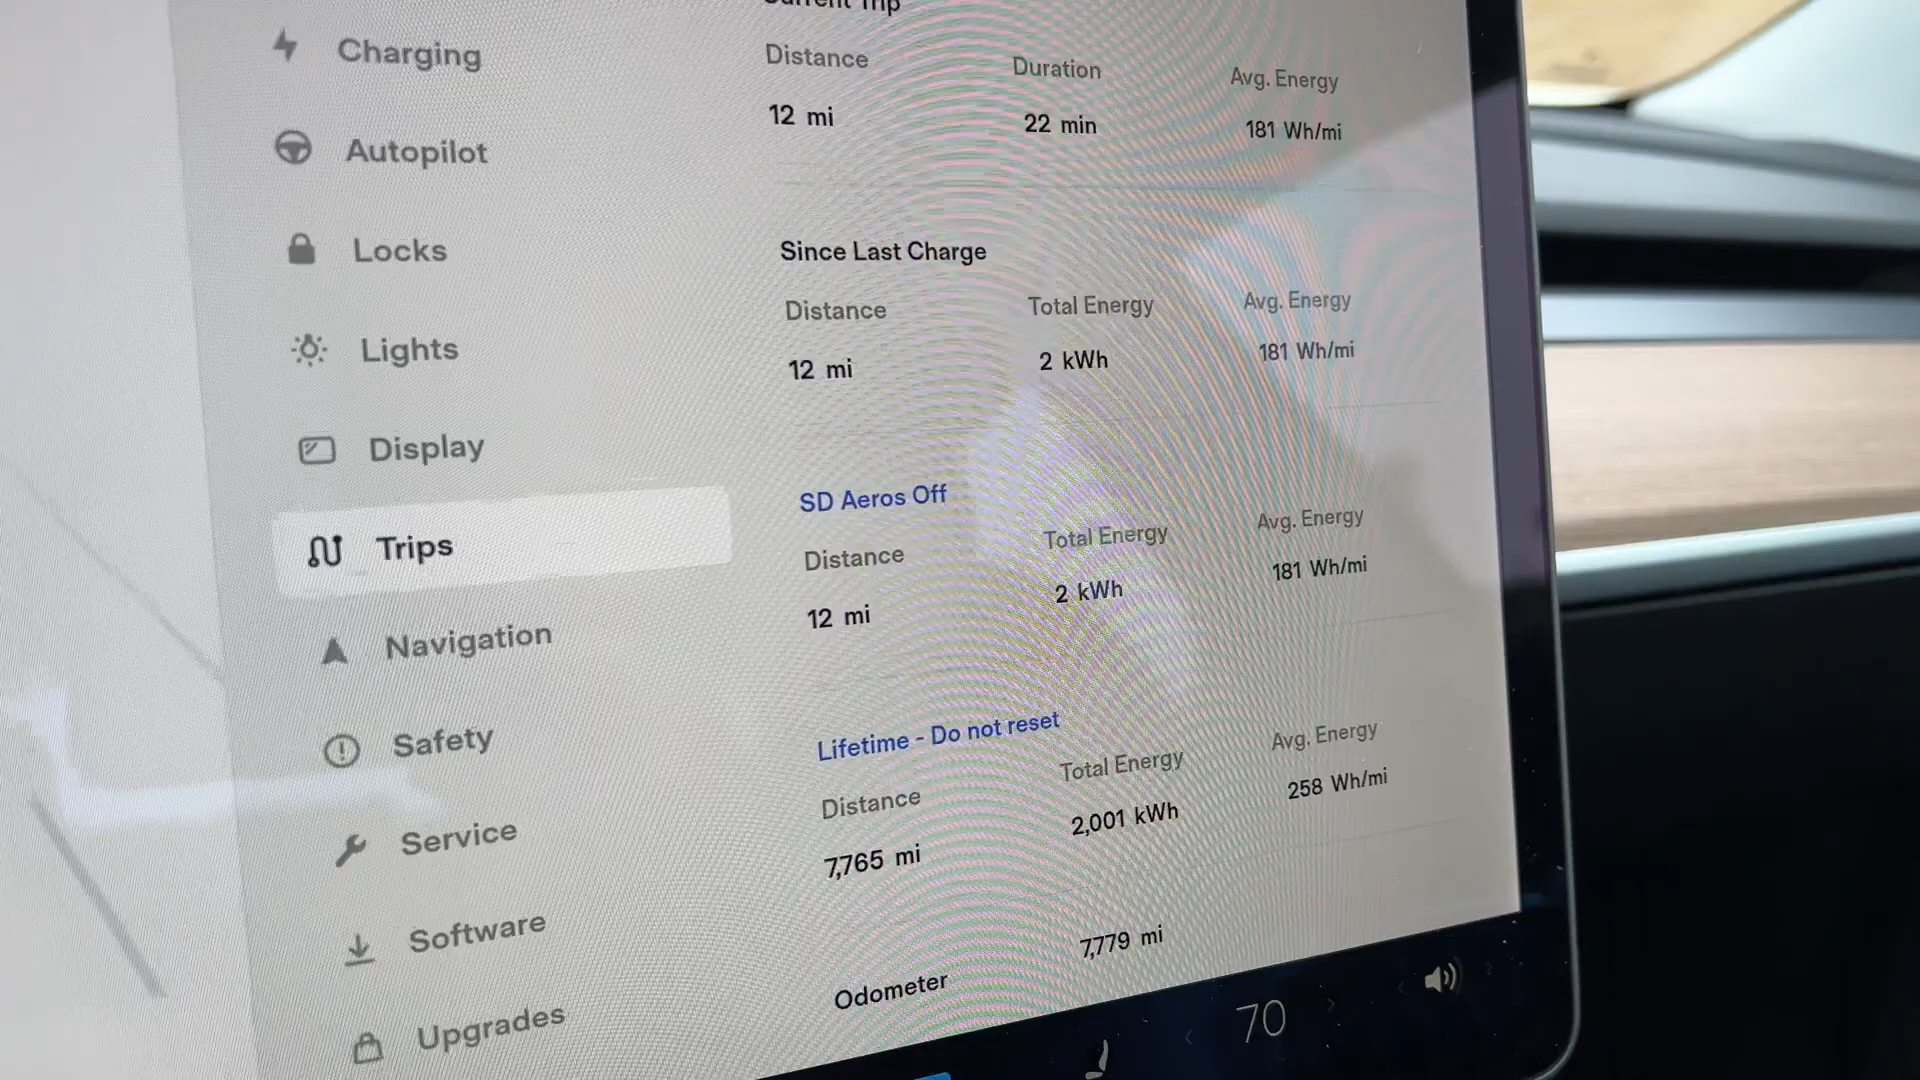 Current Trip
Charging
Distance
Duration
Avg. Energy
12 mi
22 min
181 Wh/mi
Autopilot
Locks
Since Last Charge
Distance
Total Energy
Avg. Energy
12 mi
2 kWh
181 Wh/mi
Lights
Display
SD Aeros Off
Distance
Total Energy
Avg. Energy
12 mi
2 kWh
181 Wh/mi
Trips
Navigation
Safety
Lifetime - Do not reset
Distance
Total Energy
Avg. Energy
7,765 mi
2,001 kWh
258 Wh/mi
Service
Software
Odometer
7,779 mi
Upgrades
70